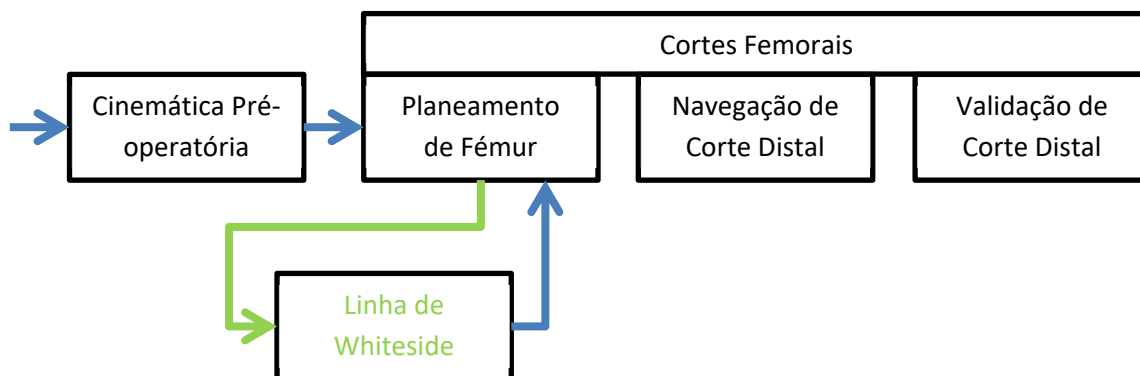 Cortes Femorais
Cinemática Pré-
operatória
Planeamento
de Fémur
Navegação de
Corte Distal
Validação de
Corte Distal
Linha de
Whiteside